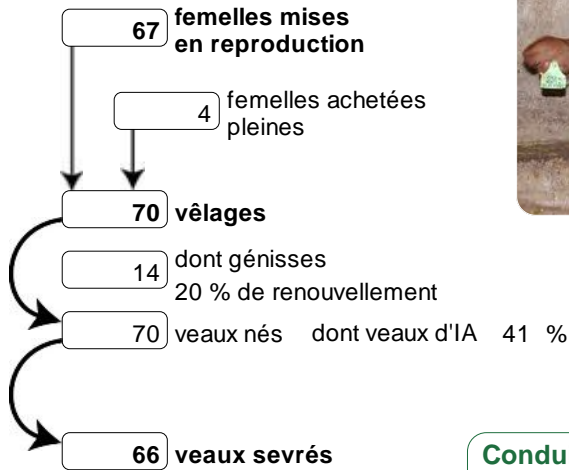 67 femelles mises
en reproduction
4 femelles achetées
pleines
70 vêlages
14 dont génisses
20 % de renouvellement
70 veaux nés dont veaux d'IA 41 %
66 veaux sevrés
Condu